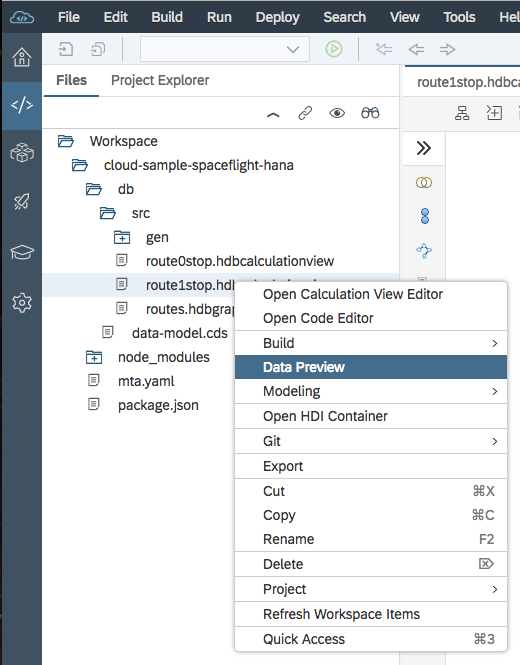 File Edit Build Run Deploy Search View Tools
Files Project Explorer
route1stop.hdbca
Workspace
cloud-sample-spaceflight-hana
db
src
gen
route0stop.hdbcalculationview
route1stop.hdb
routes.hdbgrap
data-model.cds
node_modules
mta.yaml
package.json
Open Calculation View Editor
Open Code Editor
Build
Data Preview
Modeling
Open HDI Container
Git
Export
Cut ⌘X
Copy ⌘C
Rename F2
Delete ⌦
Project
Refresh Workspace Items
Quick Access ⌘3